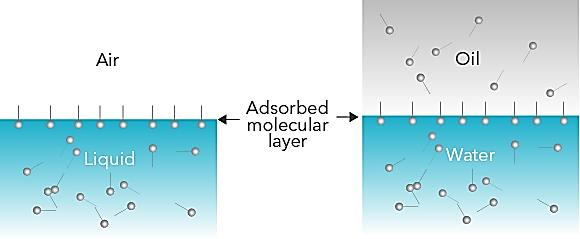 Air
Liquid
Adsorbed
molecular
layer
Oil
Water